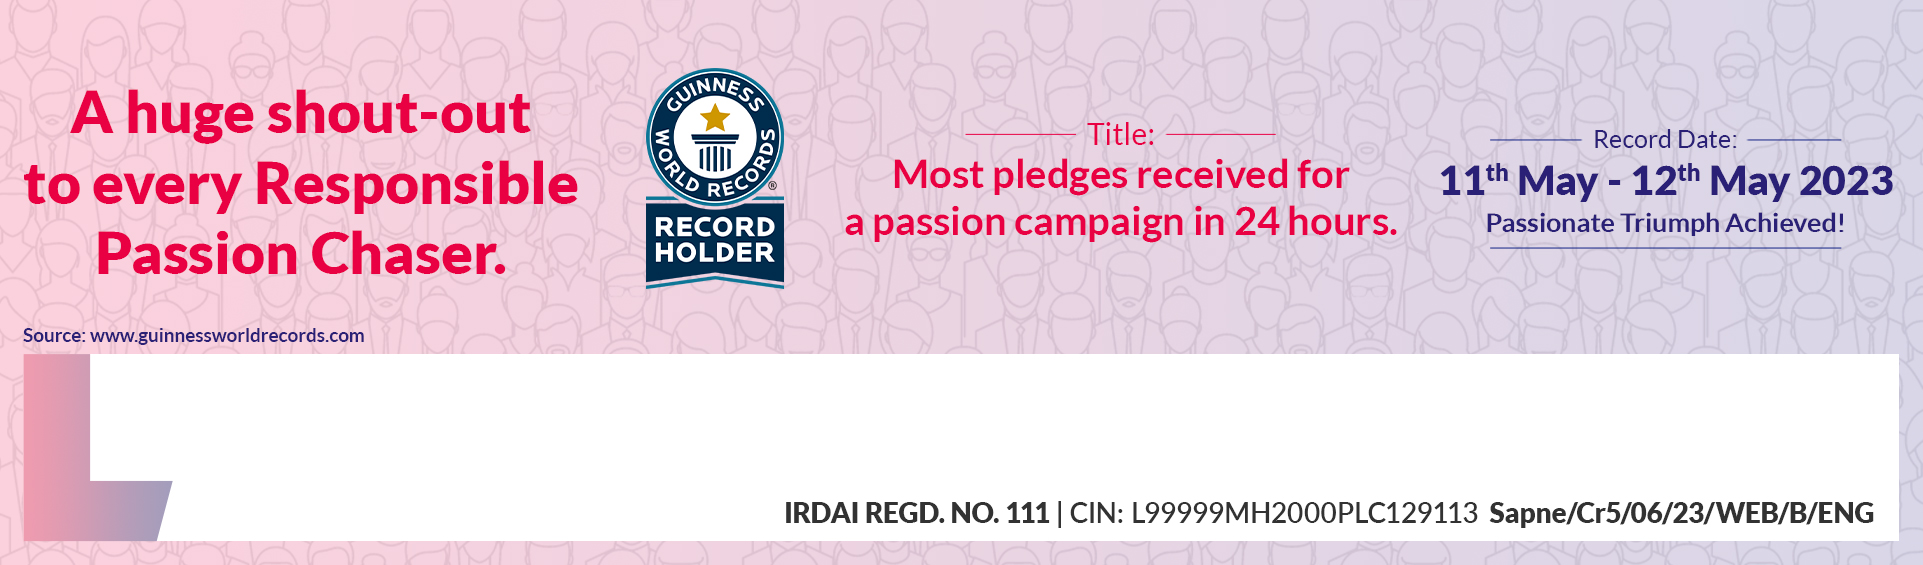 A huge shout-out
to every Responsible
Passion Chaser.
GUINNESS
WORLD RECORDS
®
RECORD
HOLDER
Title:
Most pledges received for
a passion campaign in 24 hours.
Record Date:
11th May - 12th May 2023
Passionate Triumph Achieved!
Source: www.guinnessworldrecords.com
IRDAI REGD. NO. 111 | CIN: L99999MH2000PLC129113 Sapne/Cr5/06/23/WEB/B/ENG